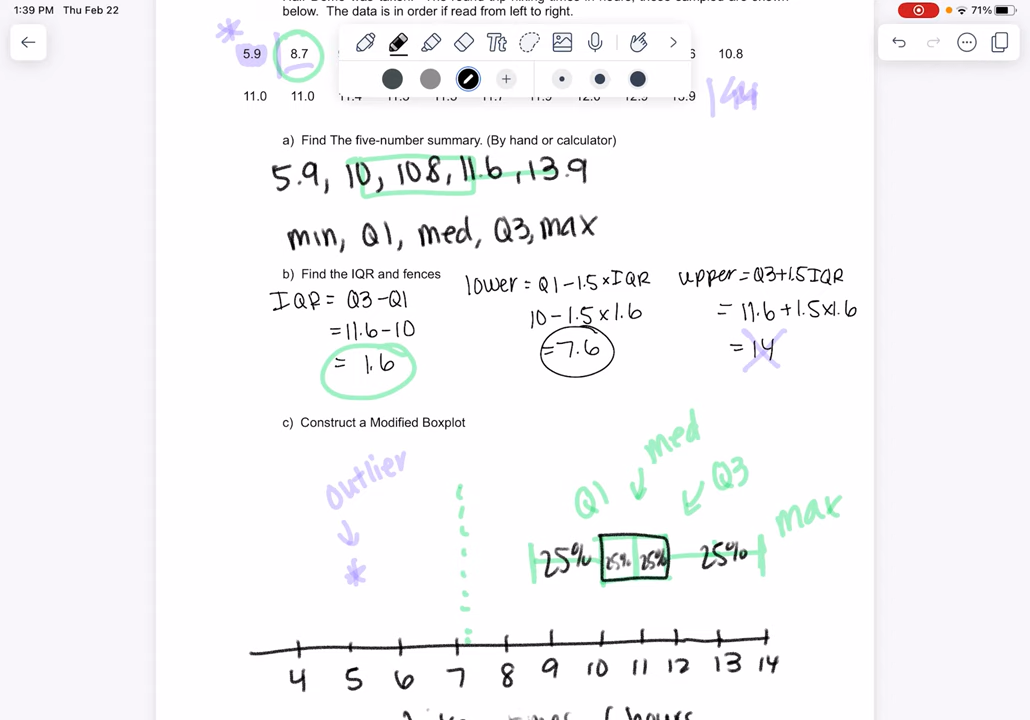 1:39 PM Thu Feb 22
71%
below. The data is in order if read from left to right.
5.9 8.7 10.8
Tt
11.0 11.0 144
a) Find The five-number summary. (By hand or calculator)
5.9, 10, 10.8, 11.6, 13.9
min, Q1, med, Q3, max
b) Find the IQR and fences
IQR = Q3-Q1
=11.6-10
= 1.6
lower = Q1-1.5×IQR
10-1.5×1.6
=7.6
upper = Q3+1.5IQR
= 11.6+1.5×1.6
= 14
c) Construct a Modified Boxplot
outlier
Q1
med
Q3
max
25% 25% 25% 25%
4 5 6 7 8 9 10 11 12 13 14